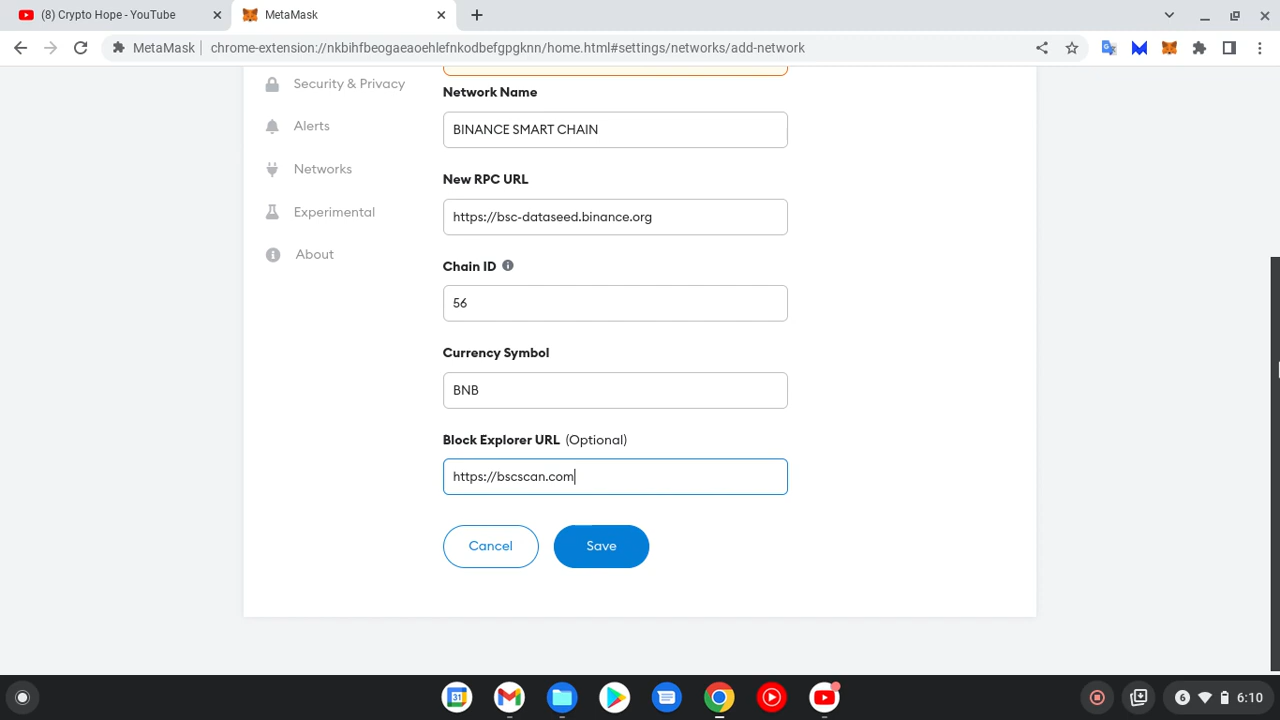 (8) Crypto Hope - YouTube
MetaMask
MetaMask
chrome-extension://nkbihfbeogaeaoehlefnkodbefgpgknn/home.html#settings/networks/add-network
Security & Privacy
Alerts
Networks
Experimental
About
Network Name
BINANCE SMART CHAIN
New RPC URL
https://bsc-dataseed.binance.org
Chain ID
56
Currency Symbol
BNB
Block Explorer URL (Optional)
https://bscscan.com
Cancel
Save
31
6
6:10